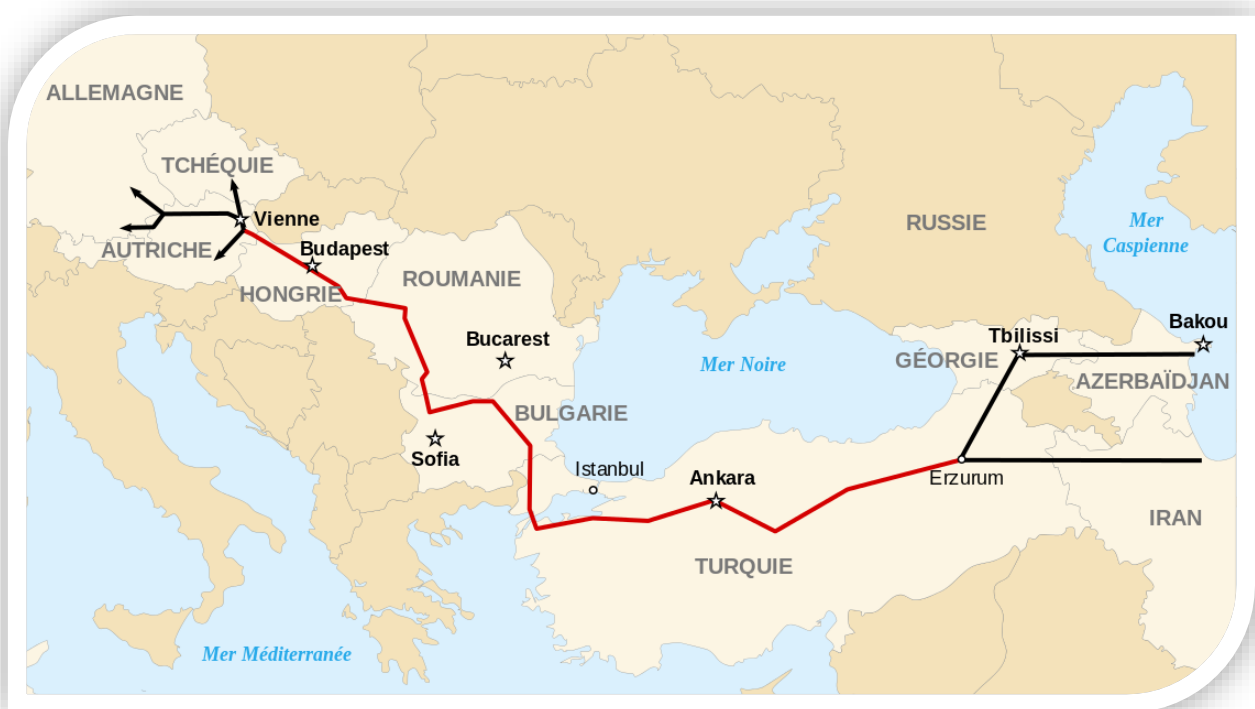 ALLEMAGNE
TCHÉQUIE
Vienne
AUTRICHE
Budapest
HONGRIE
ROUMANIE
RUSSIE
Mer
Caspienne
Bucarest
Mer Noire
Tbilissi
Bakou
GÉORGIE
AZERBAÏDJAN
BULGARIE
Sofia
Istanbul
Ankara
Erzurum
IRAN
TURQUIE
Mer Méditerranée